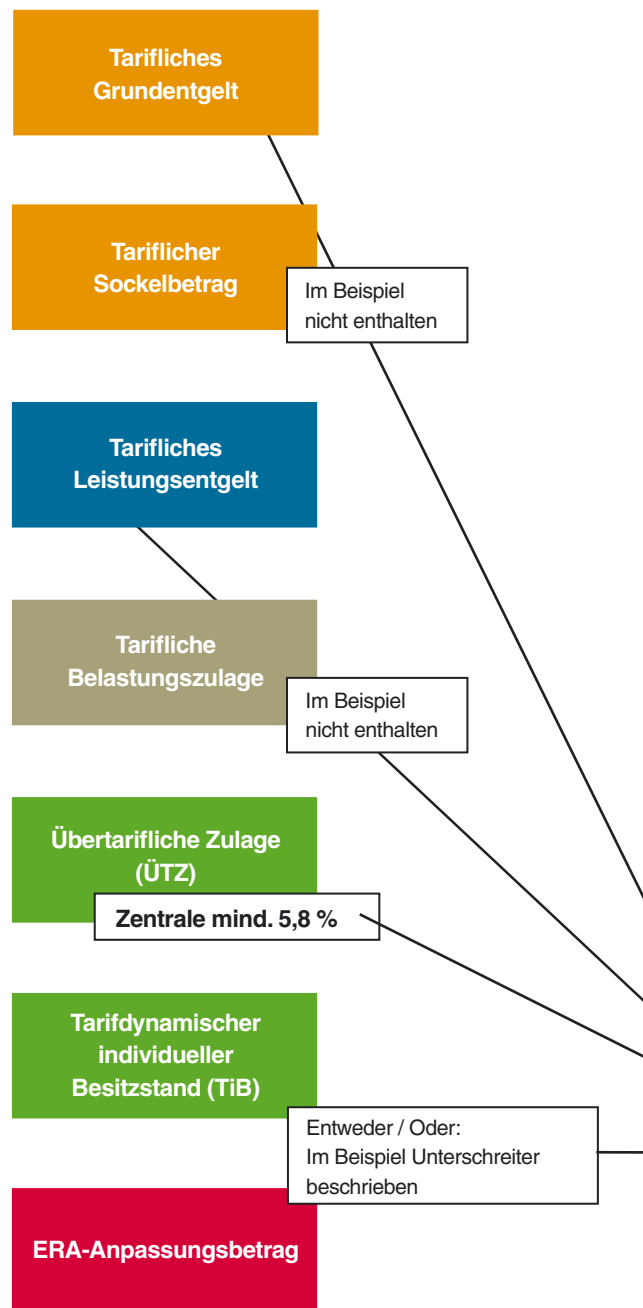 Tarifliches
Grundentgelt
Tariflicher
Sockelbetrag
Im Beispiel
nicht enthalten
Tarifliches
Leistungsentgelt
Tarifliche
Belastungszulage
Im Beispiel
nicht enthalten
Übertarifliche Zulage
(ÜTZ)
Zentrale mind. 5,8 %
Tarifdynamischer
individueller
Besitzstand (TiB)
Entweder / Oder:
Im Beispiel Unterschreiter
beschrieben
ERA-Anpassungsbetrag